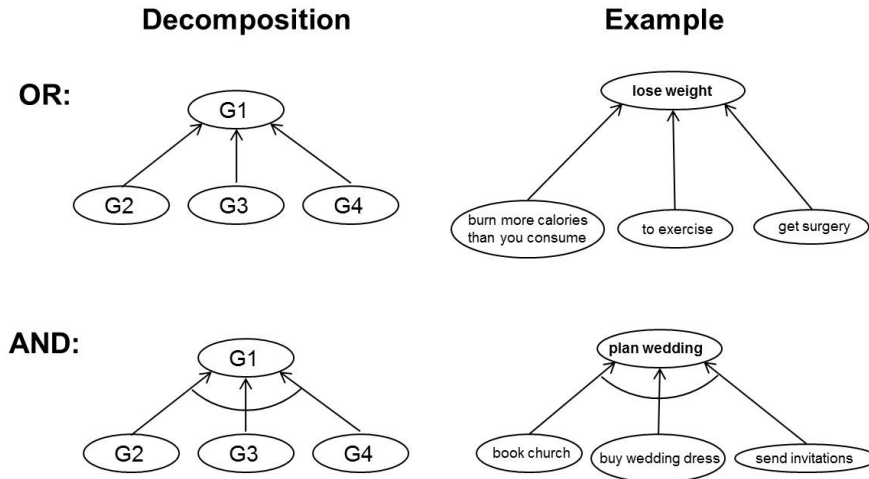 Decomposition
Example
OR:
G1
G2
G3
G4
lose weight
burn more calories
than you consume
to exercise
get surgery
AND:
G1
G2
G3
G4
plan wedding
book church
buy wedding dress
send invitations